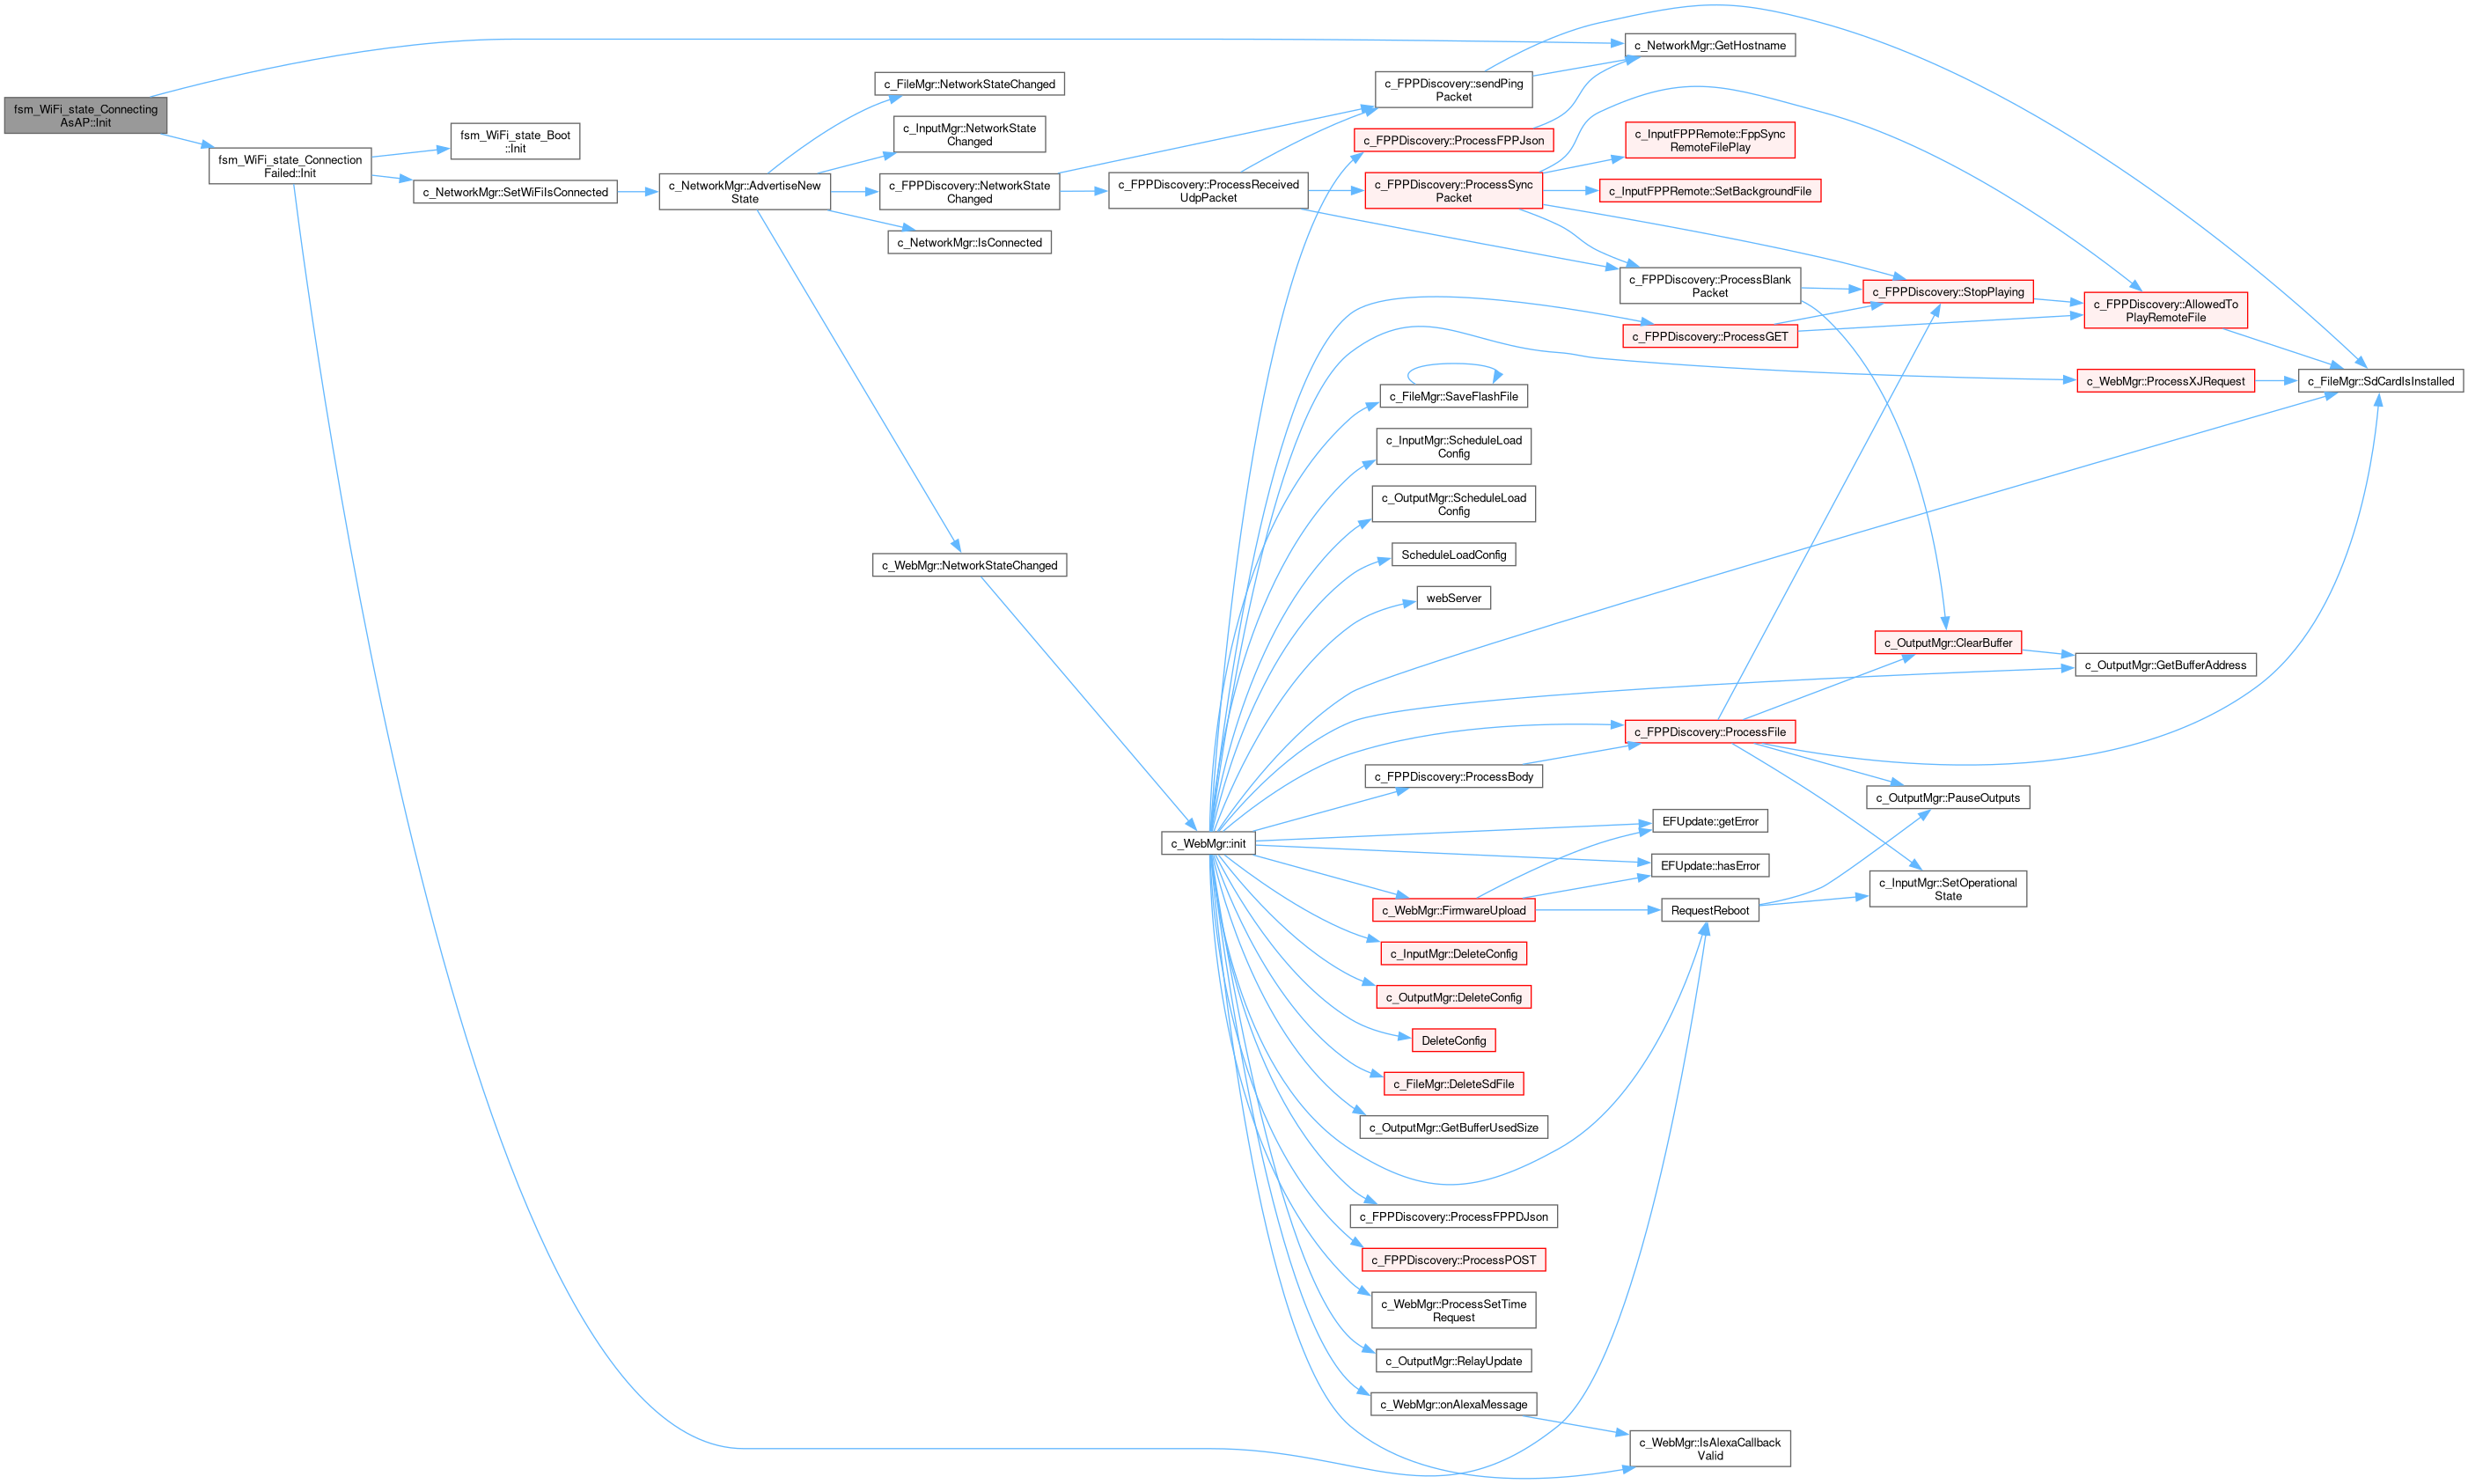 fsm_WiFi_state_Connecting
AsAP::Init
fsm_WiFi_state_Connection
Failed::Init
fsm_WiFi_state_Boot
::Init
c_NetworkMgr::SetWiFiIsConnected
c_NetworkMgr::AdvertiseNew
State
c_FileMgr::NetworkStateChanged
c_InputMgr::NetworkState
Changed
c_FPPDiscovery::NetworkState
Changed
c_NetworkMgr::IsConnected
c_WebMgr::NetworkStateChanged
c_FPPDiscovery::ProcessReceived
UdpPacket
c_WebMgr::init
c_FPPDiscovery::sendPing
Packet
c_FPPDiscovery::ProcessFPPJson
c_FPPDiscovery::ProcessSync
Packet
c_FileMgr::SaveFlashFile
c_InputMgr::ScheduleLoad
Config
c_OutputMgr::ScheduleLoad
Config
ScheduleLoadConfig
webServer
c_FPPDiscovery::ProcessBody
c_WebMgr::FirmwareUpload
c_InputMgr::DeleteConfig
c_OutputMgr::DeleteConfig
DeleteConfig
c_FileMgr::DeleteSdFile
c_OutputMgr::GetBufferUsedSize
c_FPPDiscovery::ProcessFPPDJson
c_FPPDiscovery::ProcessPOST
c_WebMgr::ProcessSetTime
Request
c_OutputMgr::RelayUpdate
c_WebMgr::onAlexaMessage
c_NetworkMgr::GetHostname
c_InputFPPRemote::FppSync
RemoteFilePlay
c_InputFPPRemote::SetBackgroundFile
c_FPPDiscovery::ProcessBlank
Packet
c_FPPDiscovery::ProcessGET
c_FPPDiscovery::ProcessFile
EFUpdate::getError
EFUpdate::hasError
RequestReboot
c_WebMgr::IsAlexaCallback
Valid
c_FPPDiscovery::StopPlaying
c_OutputMgr::ClearBuffer
c_OutputMgr::PauseOutputs
c_InputMgr::SetOperational
State
c_FPPDiscovery::AllowedTo
PlayRemoteFile
c_WebMgr::ProcessXJRequest
c_OutputMgr::GetBufferAddress
c_FileMgr::SdCardIsInstalled